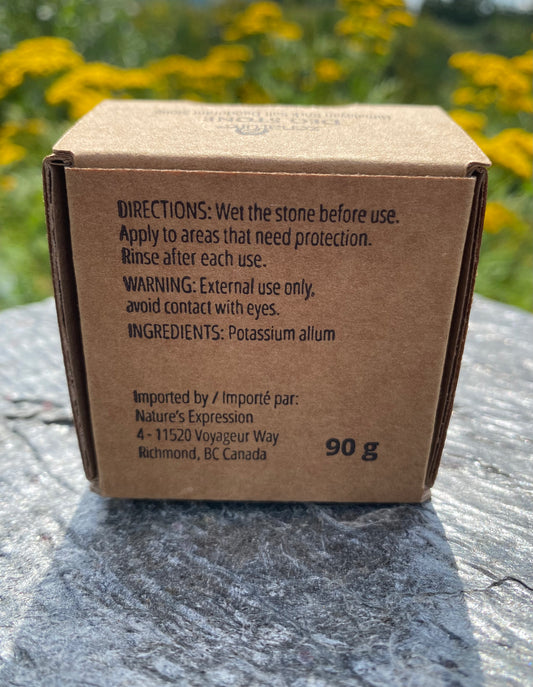 DEO STONE
DIRECTIONS: Wet the stone before use.
Apply to areas that need protection.
Rinse after each use.
WARNING: External use only,
avoid contact with eyes.
INGREDIENTS: Potassium allum
Imported by / Importé par:
Nature's Expression
4 - 11520 Voyageur Way
Richmond, BC Canada
90 g